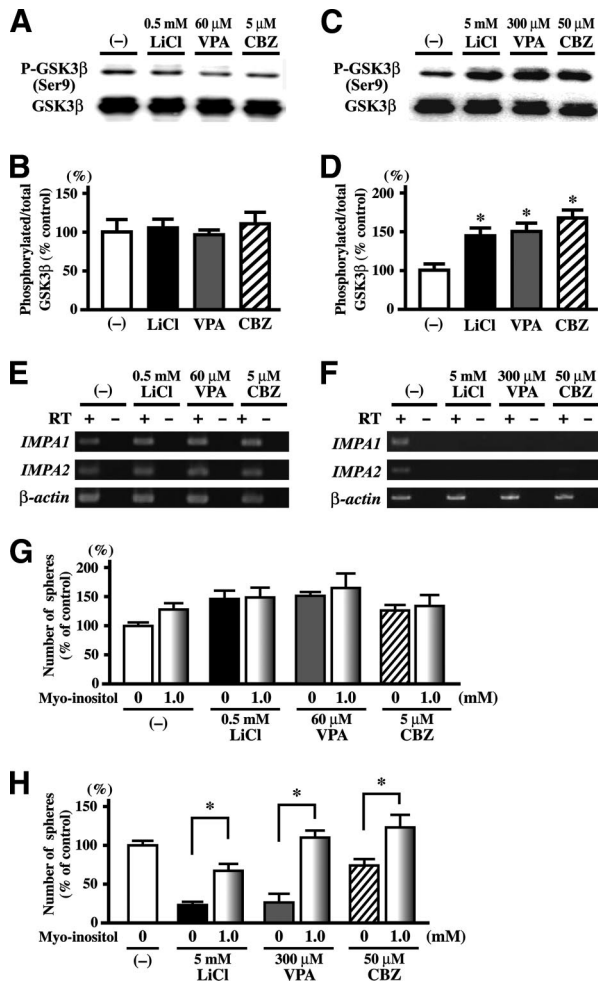 A
0.5 mM 60 µM 5 µM
(–) LiCl VPA CBZ
P-GSK3β
(Ser9)
GSK3β
C
5 mM 300 µM 50 µM
(–) LiCl VPA CBZ
P-GSK3β
(Ser9)
GSK3β
B
(%)
Phosphorylated/total
GSK3β (% control)
150
100
50
0
(–) LiCl VPA CBZ
D
(%)
Phosphorylated/total
GSK3β (% control)
200
150
100
0
* * *
(–) LiCl VPA CBZ
E
0.5 mM 60 µM 5 µM
(–) LiCl VPA CBZ
RT + – + – + – + –
IMPA1
IMPA2
β-actin
F
5 mM 300 µM 50 µM
(–) LiCl VPA CBZ
RT + – + – + – + –
IMPA1
IMPA2
β-actin
G
(%)
Number of spheres
(% of control)
200
150
100
50
0
Myo-inositol 0 1.0 0 1.0 0 1.0 0 1.0 (mM)
(–) 0.5 mM 60 µM 5 µM
LiCl VPA CBZ
H
(%)
Number of spheres
(% of control)
150
100
50
0
* * *
Myo-inositol 0 0 1.0 0 1.0 0 1.0 (mM)
(–) 5 mM 300 µM 50 µM
LiCl VPA CBZ